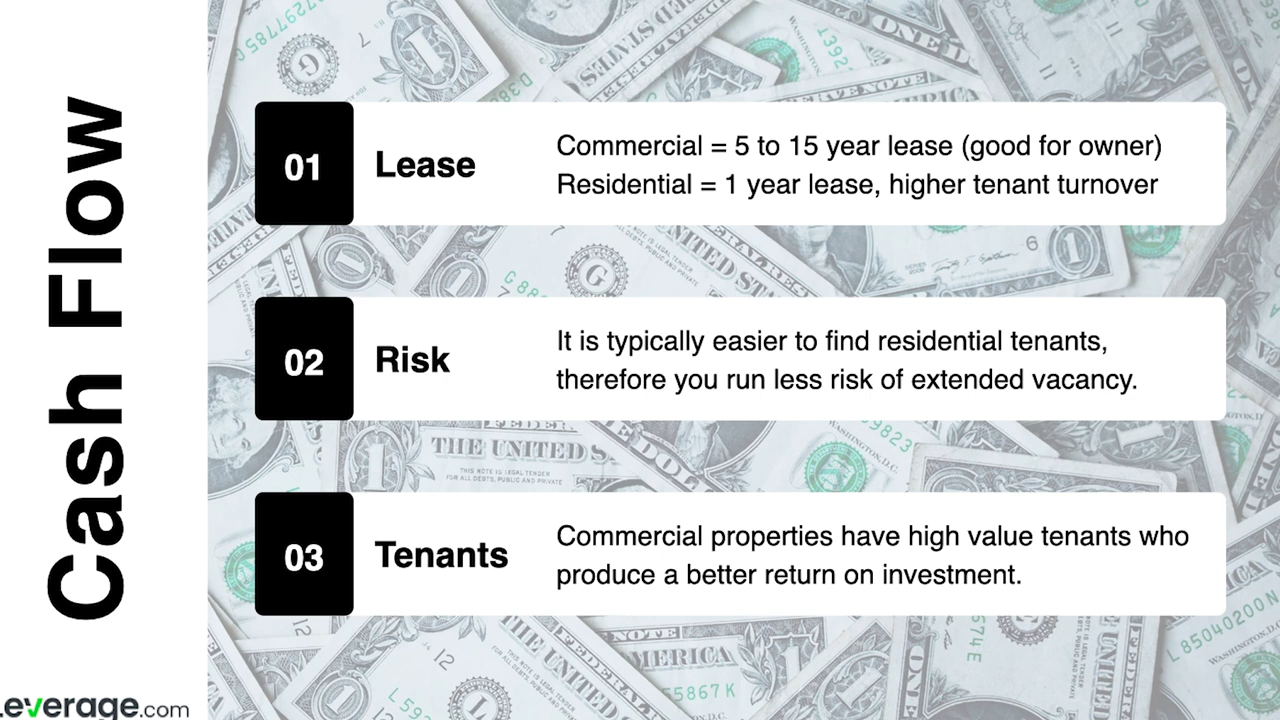 Cash Flow
01
Lease
Commercial = 5 to 15 year lease (good for owner)
Residential = 1 year lease, higher tenant turnover
02
Risk
It is typically easier to find residential tenants,
therefore you run less risk of extended vacancy.
03
Tenants
Commercial properties have high value tenants who
produce a better return on investment.
everage.com